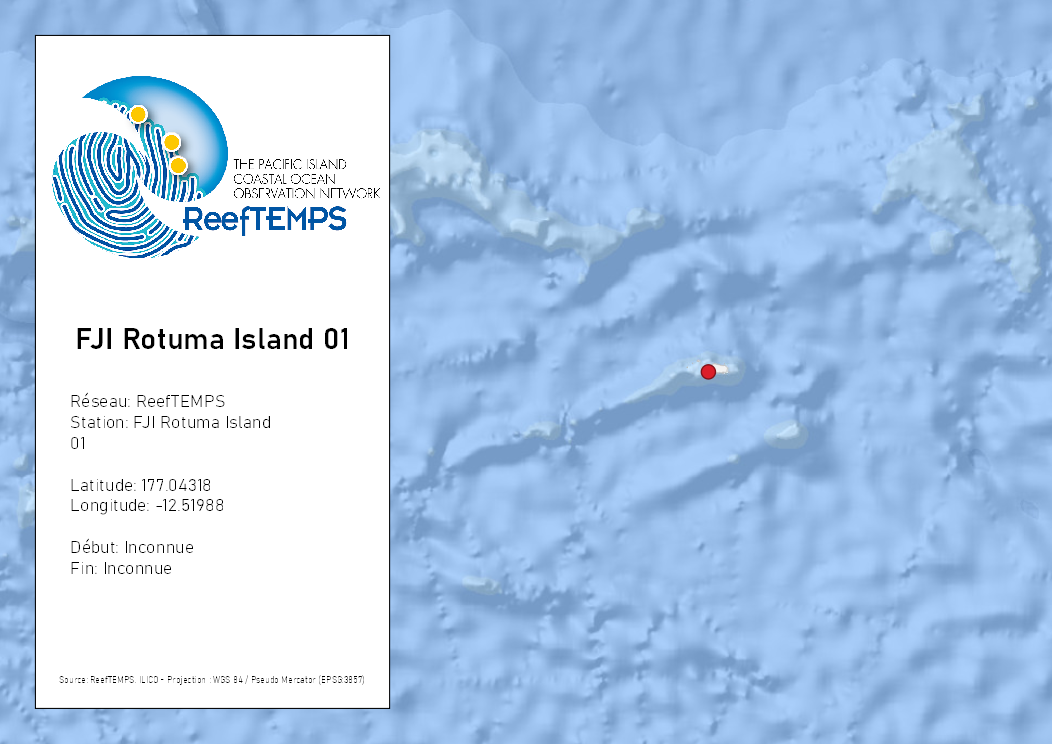 THE PACIFIC ISLAND
COASTAL OCEAN
OBSERVATION NETWORK
ReefTEMPS
FJI Rotuma Island 01
Réseau: ReefTEMPS
Station: FJI Rotuma Island
01
Latitude: 177.04318
Longitude: -12.51988
Début: Inconnue
Fin: Inconnue
Source: ReefTEMPS, ILICO - Projection : WGS 84 / Pseudo Mercator (EPSG:3857)